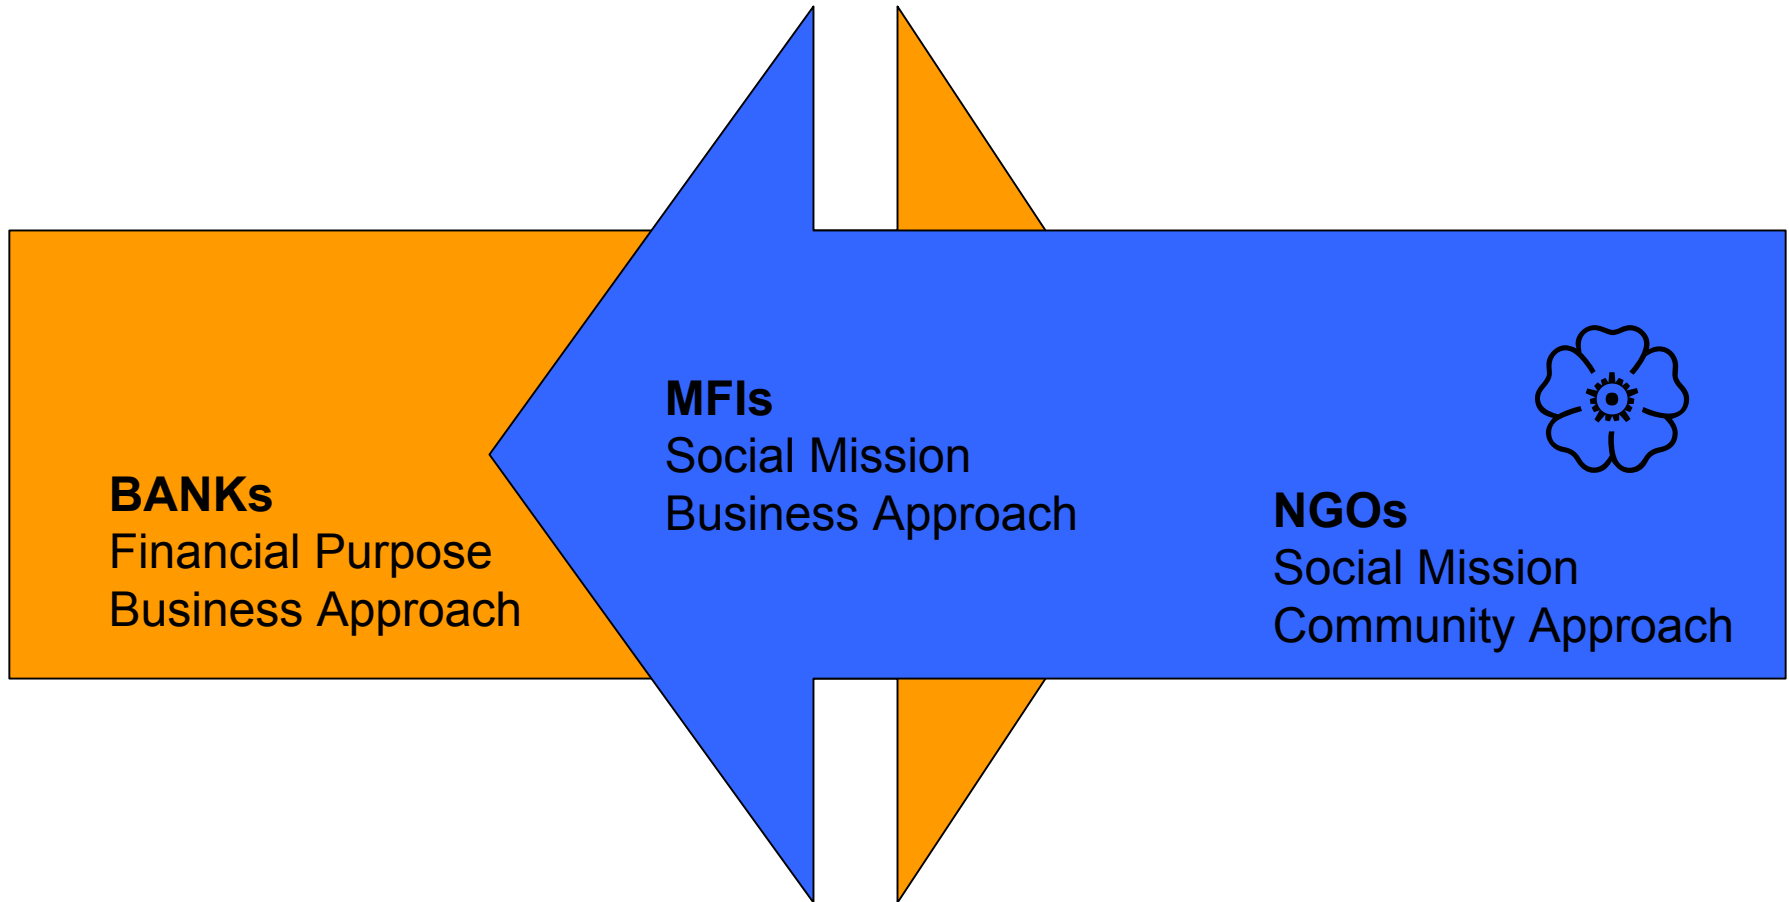 BANKs
Financial Purpose
Business Approach
MFIs
Social Mission
Business Approach
NGOs
Social Mission
Community Approach